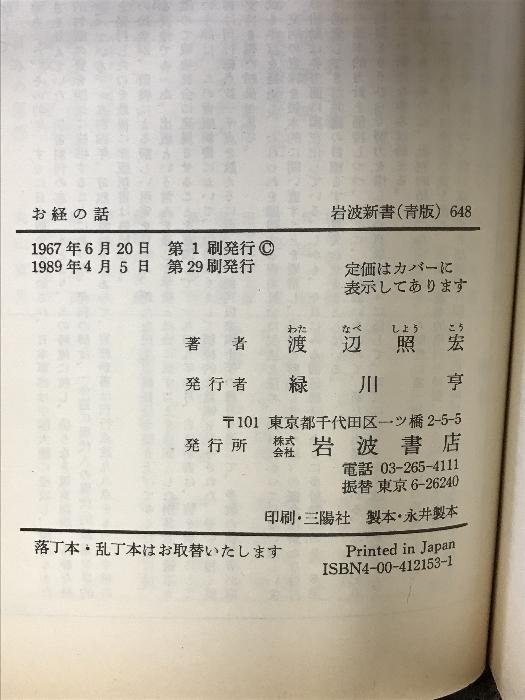 お経の話 岩波新書(青版) 648
1967年6月20日 第1刷発行©
1989年4月5日 第29刷発行
定価はカバーに
表示してあります
わた なべ しよう こう
著者 渡辺照宏
発行者 緑川亨
〒101 東京都千代田区一ツ橋2-5-5
発行所 株式会社 岩波書店
電話 03-265-4111
振替 東京6-26240
印刷・三陽社 製本・永井製本
落丁本・乱丁本はお取替いたします Printed in Japan
ISBN4-00-412153-1